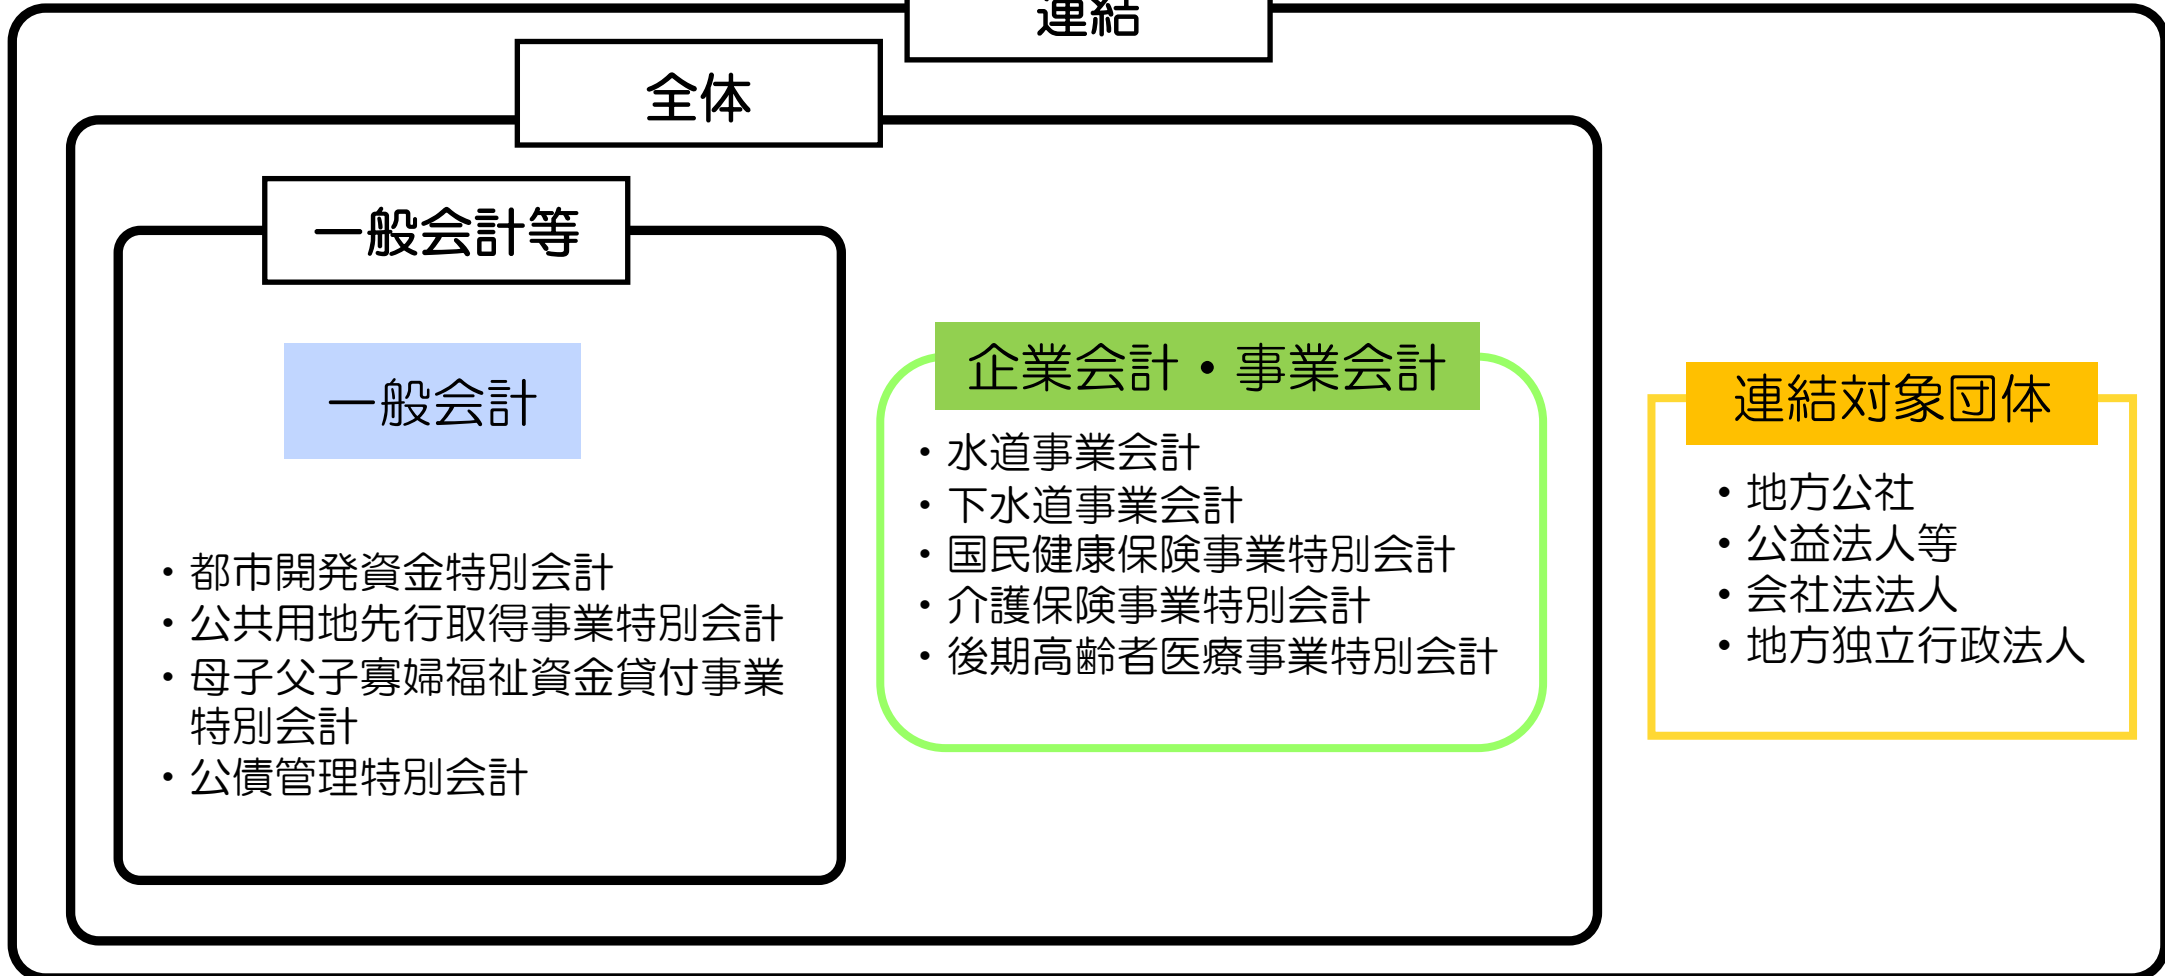 連結
全体
一般会計等
一般会計
・都市開発資金特別会計
・公共用地先行取得事業特別会計
・母子父子寡婦福祉資金貸付事業
特別会計
・公債管理特別会計
企業会計・事業会計
・水道事業会計
・下水道事業会計
・国民健康保険事業特別会計
・介護保険事業特別会計
・後期高齢者医療事業特別会計
連結対象団体
・地方公社
・公益法人等
・会社法法人
・地方独立行政法人